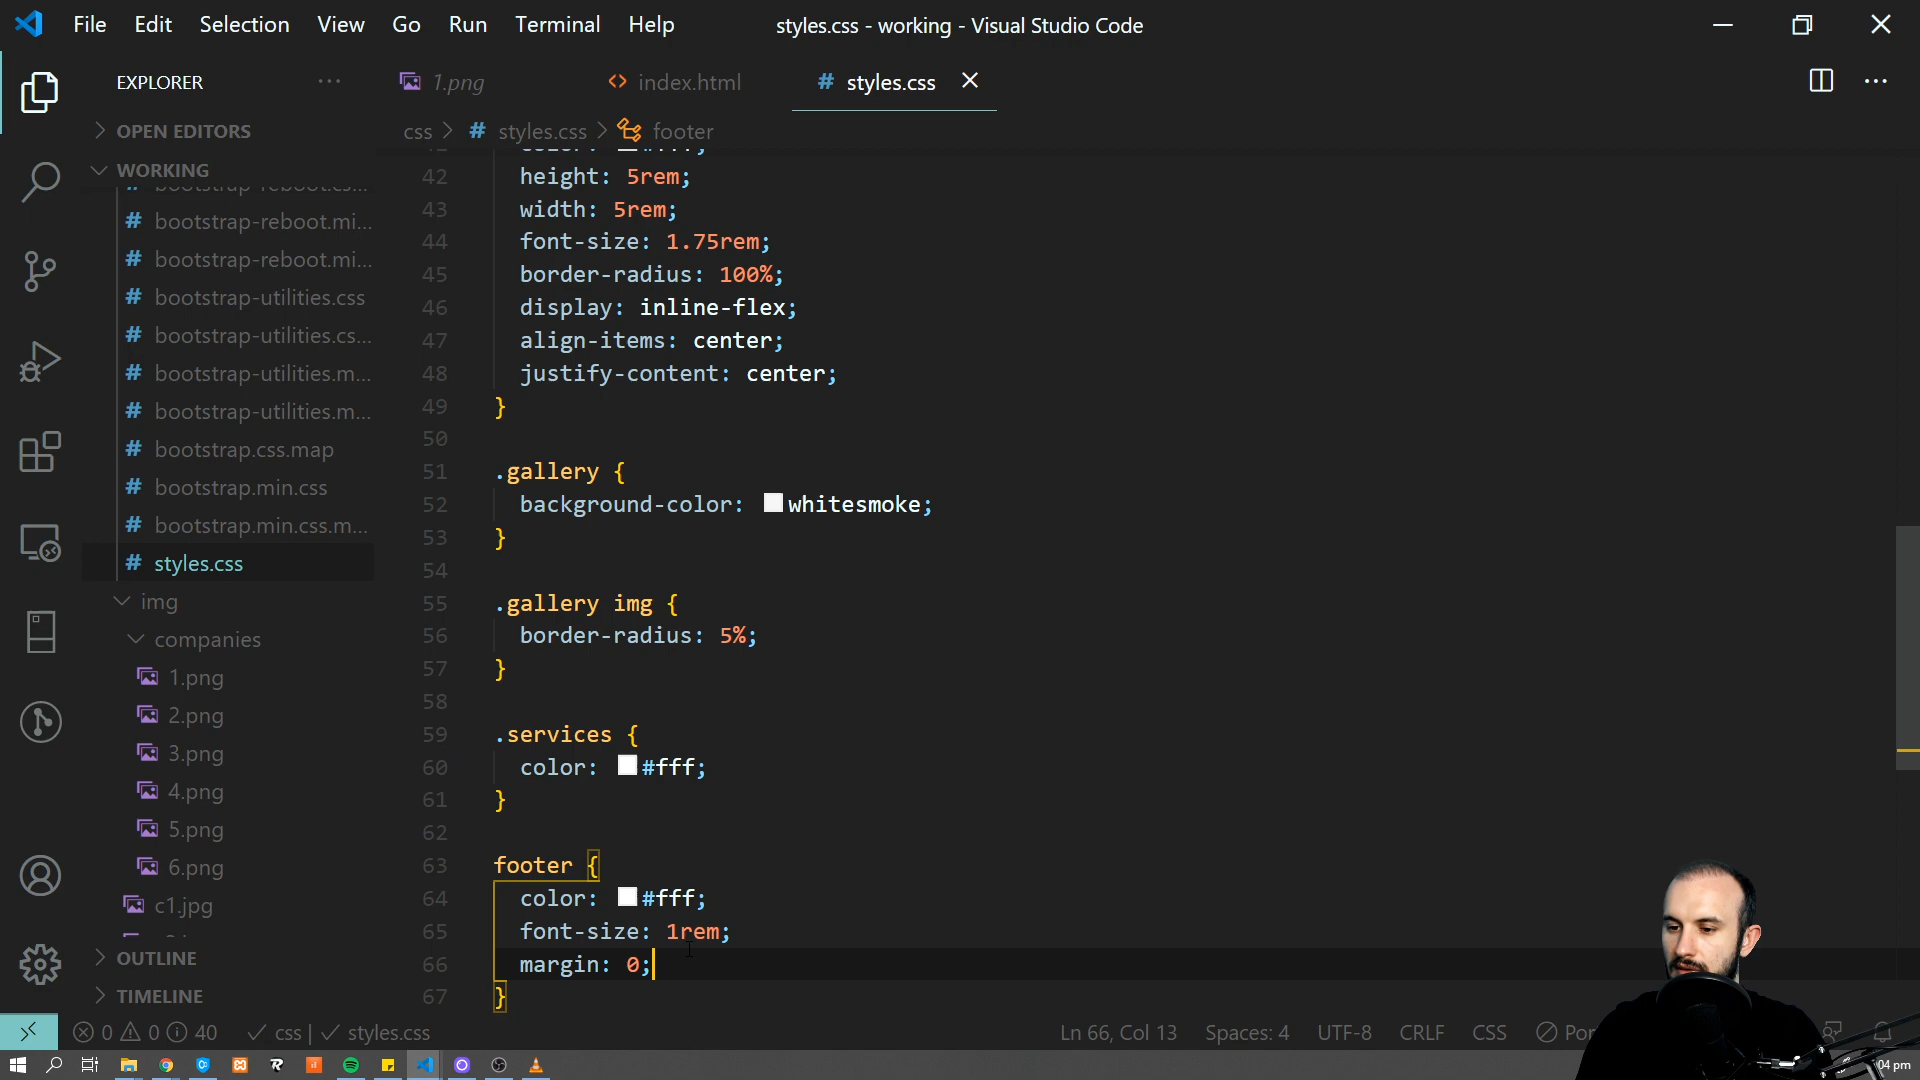 File Edit Selection View Go Run Terminal Help
styles.css - working - Visual Studio Code
EXPLORER
1.png
index.html
# styles.css
OPEN EDITORS
css > # styles.css > footer
WORKING
# bootstrap-reboot.mi...
# bootstrap-reboot.mi...
# bootstrap-utilities.css
# bootstrap-utilities.cs...
# bootstrap-utilities.m...
# bootstrap-utilities.m...
# bootstrap.css.map
# bootstrap.min.css
# bootstrap.min.css.m...
# styles.css
img
companies
1.png
2.png
3.png
4.png
5.png
6.png
c1.jpg
OUTLINE
TIMELINE
42 height: 5rem;
43 width: 5rem;
44 font-size: 1.75rem;
45 border-radius: 100%;
46 display: inline-flex;
47 align-items: center;
48 justify-content: center;
49 }
50
51 .gallery {
52 background-color: whitesmoke;
53 }
54
55 .gallery img {
56 border-radius: 5%;
57 }
58
59 .services {
60 color: #fff;
61 }
62
63 footer {
64 color: #fff;
65 font-size: 1rem;
66 margin: 0;
67 }
0 0 40 css | styles.css
Ln 66, Col 13 Spaces: 4 UTF-8 CRLF CSS
04 pm